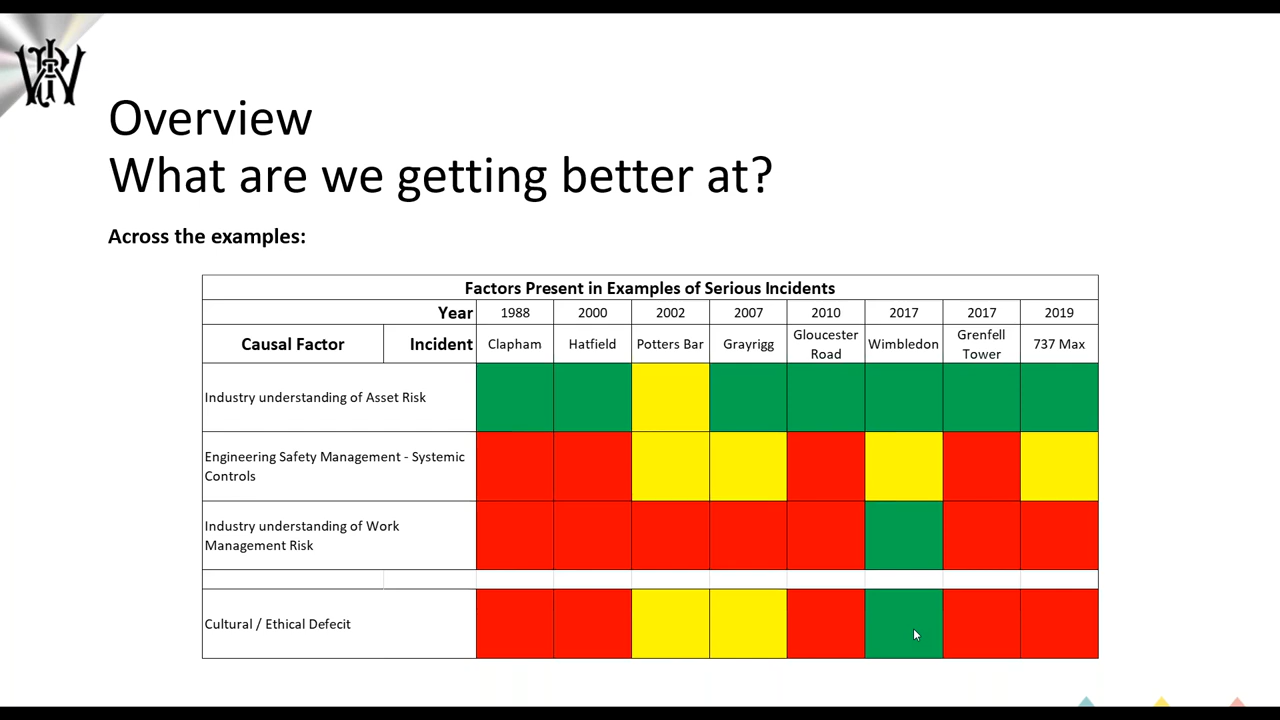 Overview
What are we getting better at?
Across the examples:
Factors Present in Examples of Serious Incidents
Year 1988 2000 2002 2007 2010 2017 2017 2019
Causal Factor Incident Clapham Hatfield Potters Bar Grayrigg Gloucester Road Wimbledon Grenfell Tower 737 Max
Industry understanding of Asset Risk
Engineering Safety Management - Systemic
Controls
Industry understanding of Work
Management Risk
Cultural / Ethical Defecit